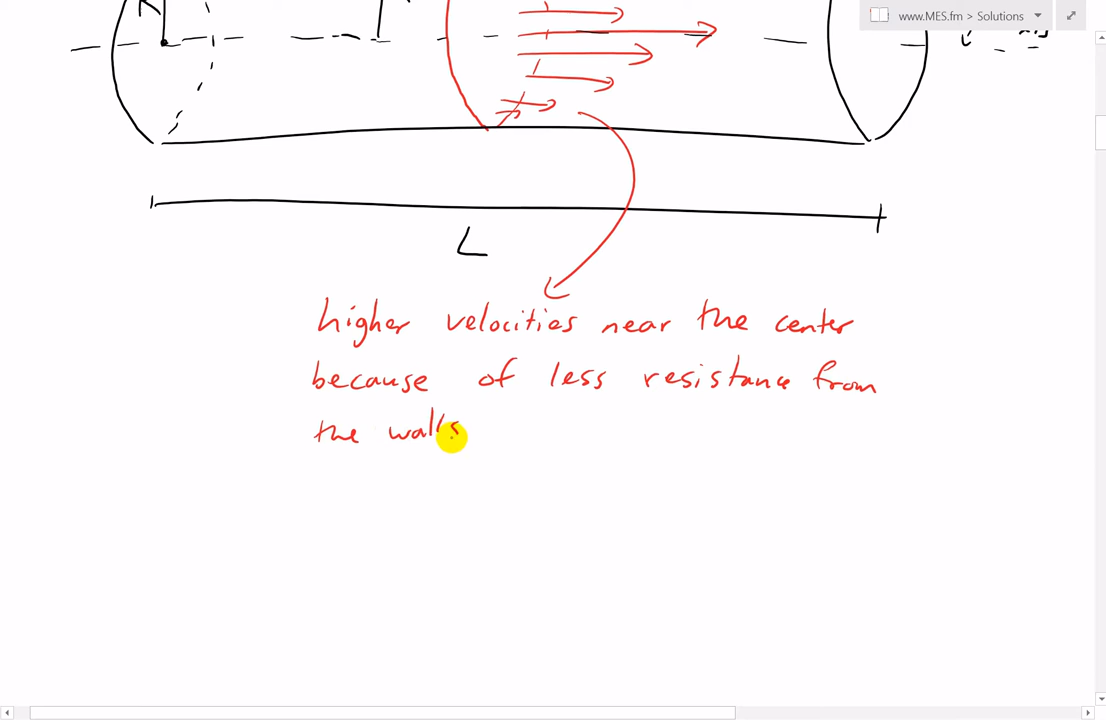 R
www.MES.fm > Solutions
L
higher velocities near the center
because of less resistance from
the walls